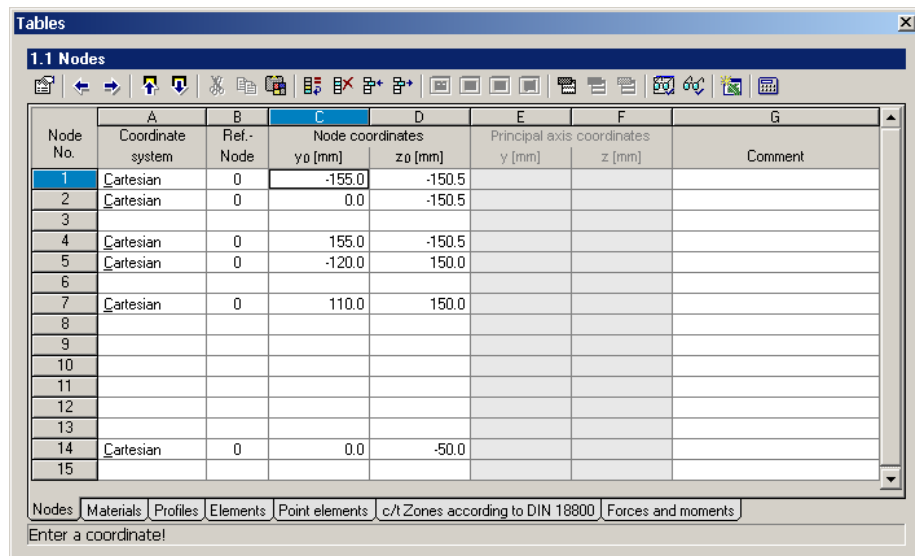 Tables
1.1 Nodes
A B C D E F G
Node Coordinate Ref.- Node coordinates Principal axis coordinates
No. system Node y₀ [mm] z₀ [mm] y [mm] z [mm] Comment
1 Cartesian 0 -155.0 -150.5
2 Cartesian 0 0.0 -150.5
3
4 Cartesian 0 155.0 -150.5
5 Cartesian 0 -120.0 150.0
6
7 Cartesian 0 110.0 150.0
8
9
10
11
12
13
14 Cartesian 0 0.0 -50.0
15
Nodes Materials Profiles Elements Point elements c/t Zones according to DIN 18800 Forces and moments
Enter a coordinate!